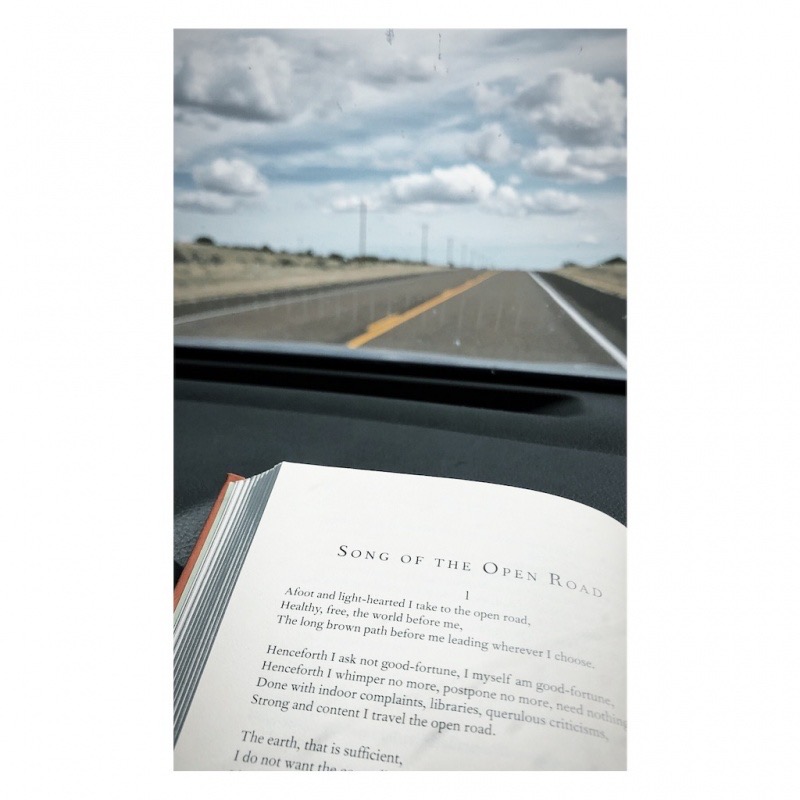 SONG OF THE OPEN ROAD
1
Afoot and light-hearted I take to the open road,
Healthy, free, the world before me,
The long brown path before me leading wherever I choose.
Henceforth I ask not good-fortune, I myself am good-fortune,
Henceforth I whimper no more, postpone no more, need nothing
Done with indoor complaints, libraries, querulous criticisms,
Strong and content I travel the open road.
The earth, that is sufficient,
I do not want the